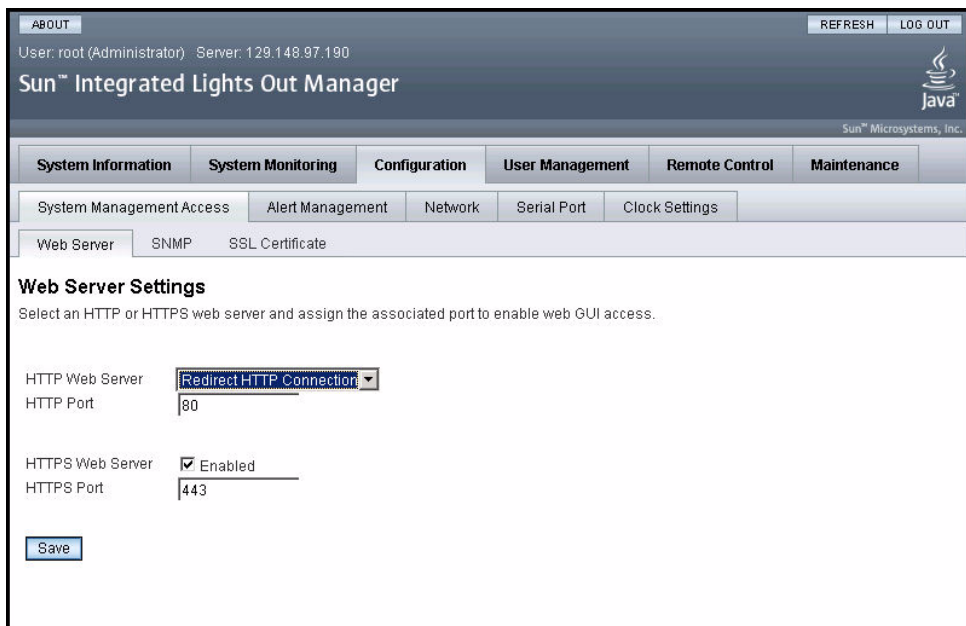 ABOUT REFRESH LOG OUT
User: root (Administrator) Server: 129.148.97.190
Sun™ Integrated Lights Out Manager
Java™
Sun™ Microsystems, Inc.
System Information System Monitoring Configuration User Management Remote Control Maintenance
System Management Access Alert Management Network Serial Port Clock Settings
Web Server SNMP SSL Certificate
Web Server Settings
Select an HTTP or HTTPS web server and assign the associated port to enable web GUI access.
HTTP Web Server Redirect HTTP Connection
HTTP Port 80
HTTPS Web Server Enabled
HTTPS Port 443
Save